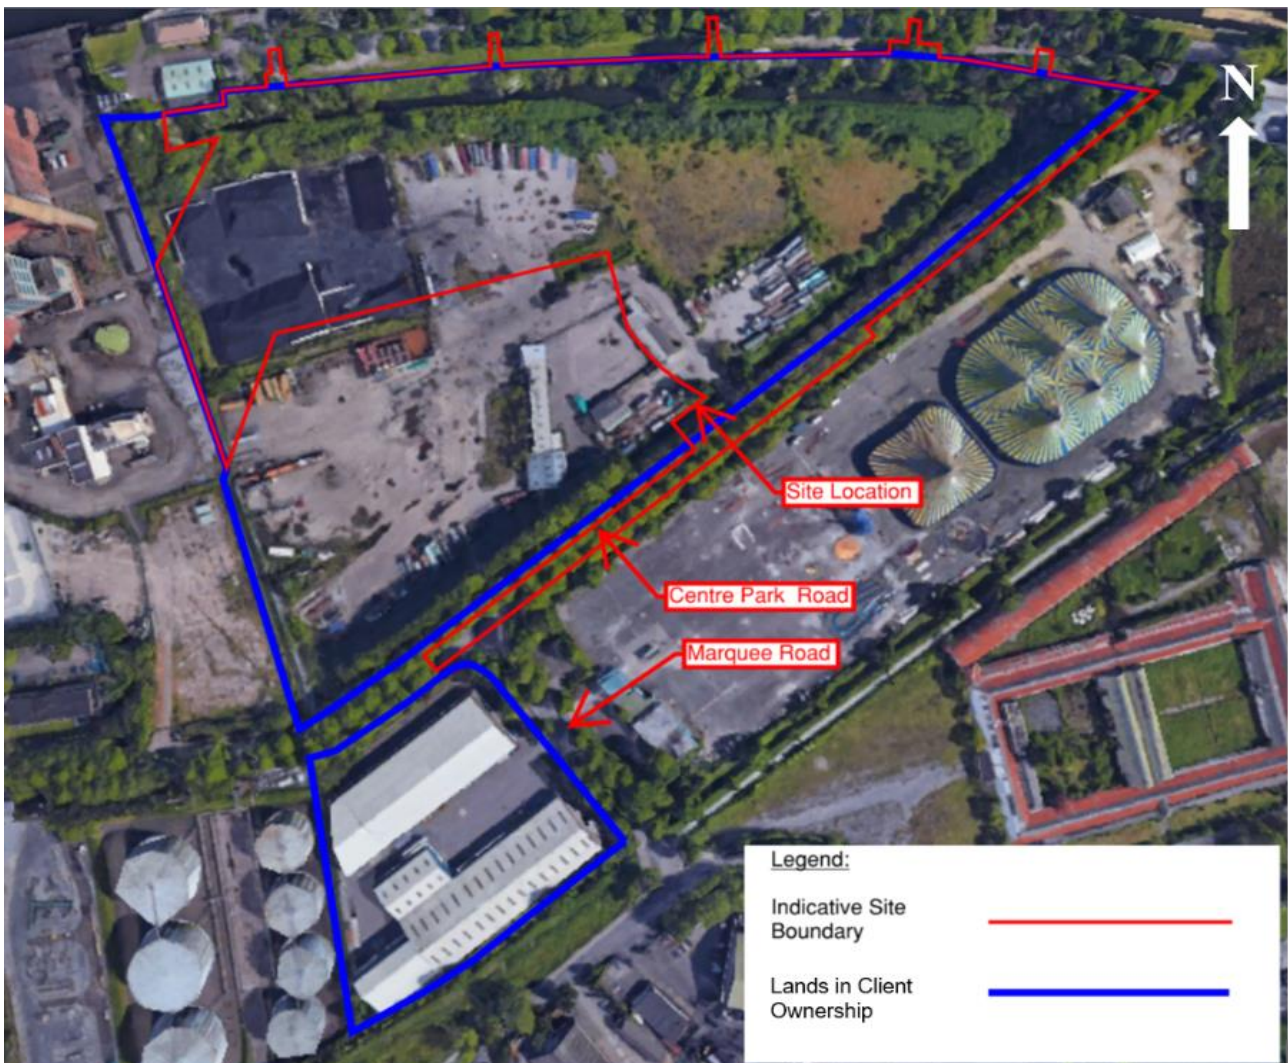 N
Site Location
Centre Park Road
Marquee Road
Legend:
Indicative Site
Boundary
Lands in Client
Ownership